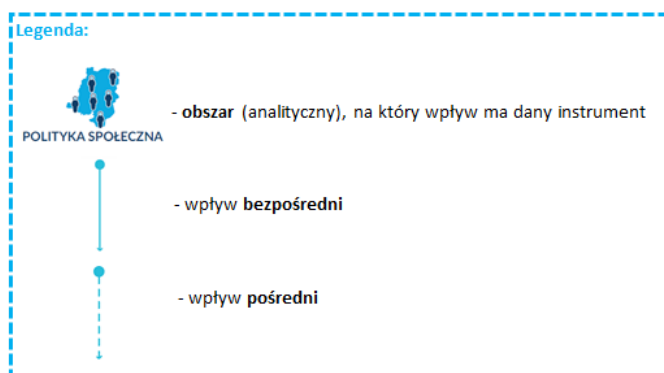 Legenda:
- obszar (analityczny), na który wpływ ma dany instrument
POLITYKA SPOŁECZNA
- wpływ bezpośredni
- wpływ pośredni